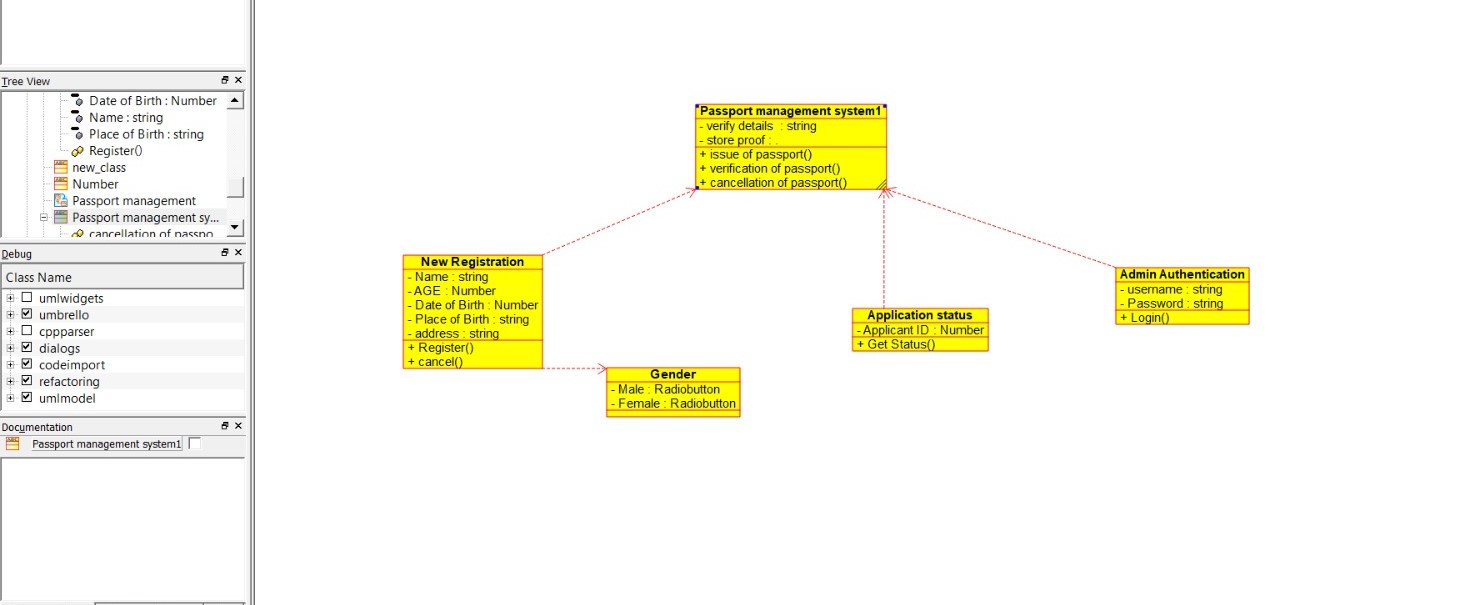 Tree View
Date of Birth : Number
Name : string
Place of Birth : string
Register()
new_class
Number
Passport management
Passport management sy...
cancellation of passpo
Debug
Class Name
umlwidgets
umbrello
cppparser
dialogs
codeimport
refactoring
umlmodel
Documentation
Passport management system1
Passport management system1
- verify details : string
- store proof : .
+ issue of passport()
+ verification of passport()
+ cancellation of passport()
New Registration
- Name : string
- AGE : Number
- Date of Birth : Number
- Place of Birth : string
- address : string
+ Register()
+ cancel()
Gender
- Male : Radiobutton
- Female : Radiobutton
Application status
- Applicant ID : Number
+ Get Status()
Admin Authentication
- username : string
- Password : string
+ Login()